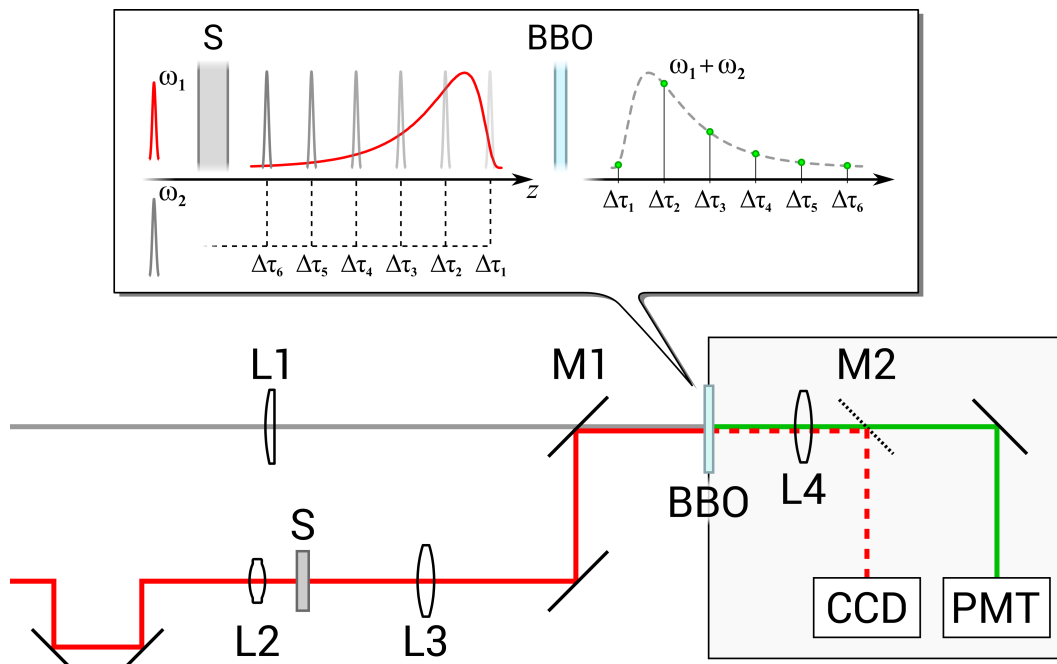 S BBO
ω₁ ω₁+ω₂
z
ω₂
Δτ₁ Δτ₂ Δτ₃ Δτ₄ Δτ₅ Δτ₆
Δτ₆ Δτ₅ Δτ₄ Δτ₃ Δτ₂ Δτ₁
L1 M1 M2
BBO L4
S
L2 L3
CCD PMT